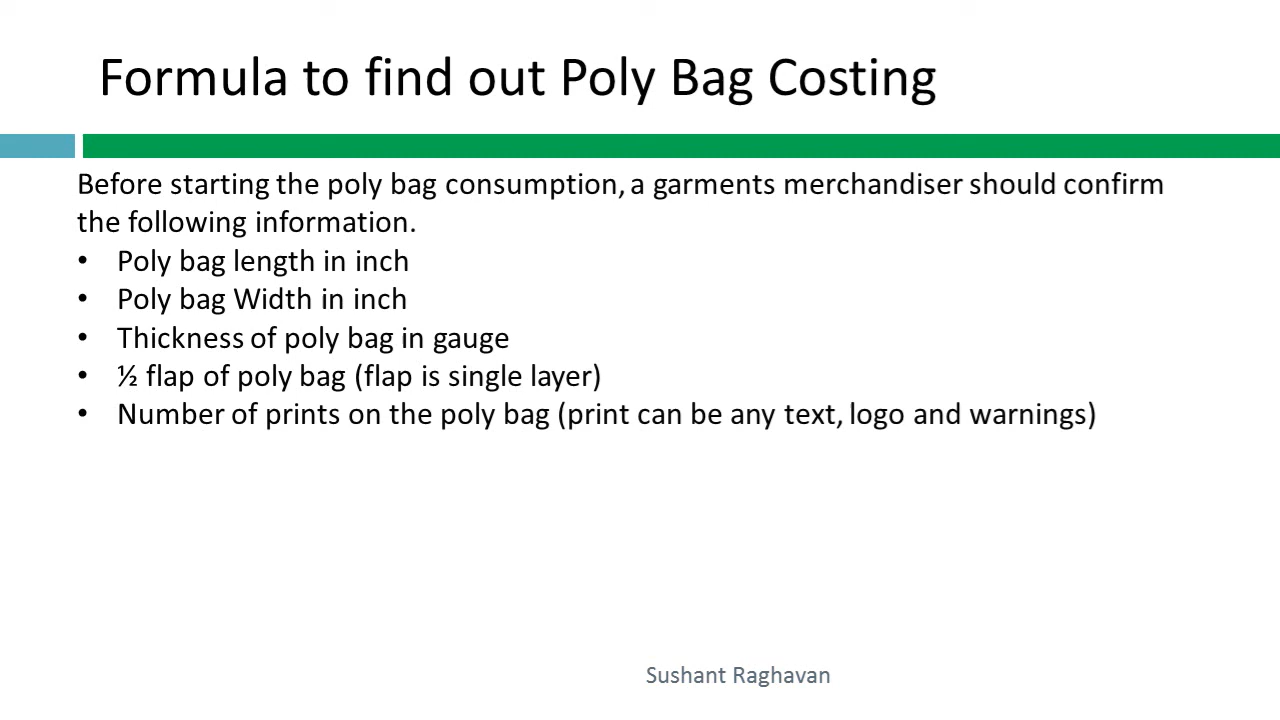 Formula to find out Poly Bag Costing
Before starting the poly bag consumption, a garments merchandiser should confirm
the following information.
• Poly bag length in inch
• Poly bag Width in inch
• Thickness of poly bag in gauge
• ½ flap of poly bag (flap is single layer)
• Number of prints on the poly bag (print can be any text, logo and warnings)
Sushant Raghavan